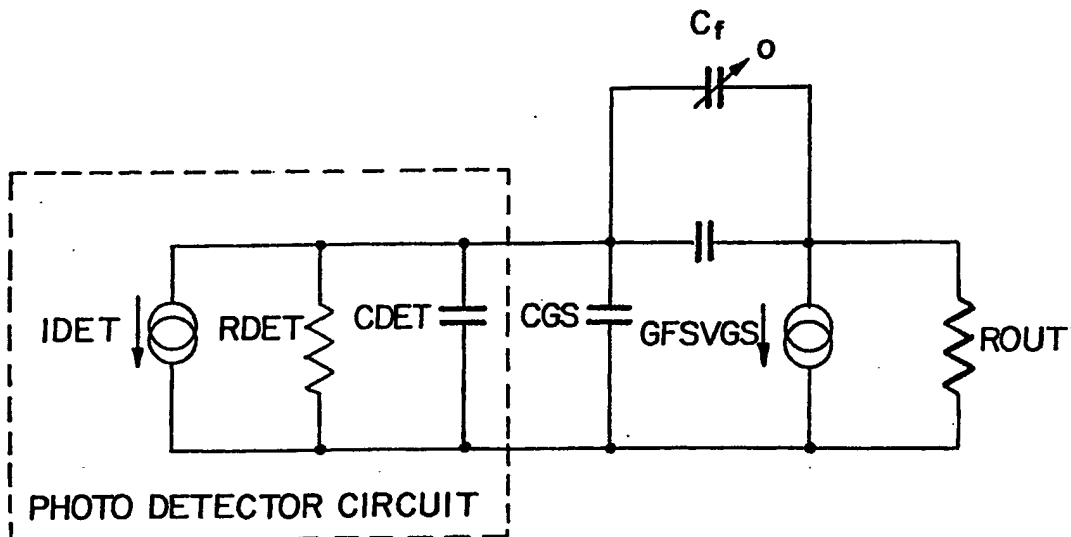 Cf
o
IDET
RDET
CDET
CGS
GFSVGS
ROUT
PHOTO DETECTOR CIRCUIT